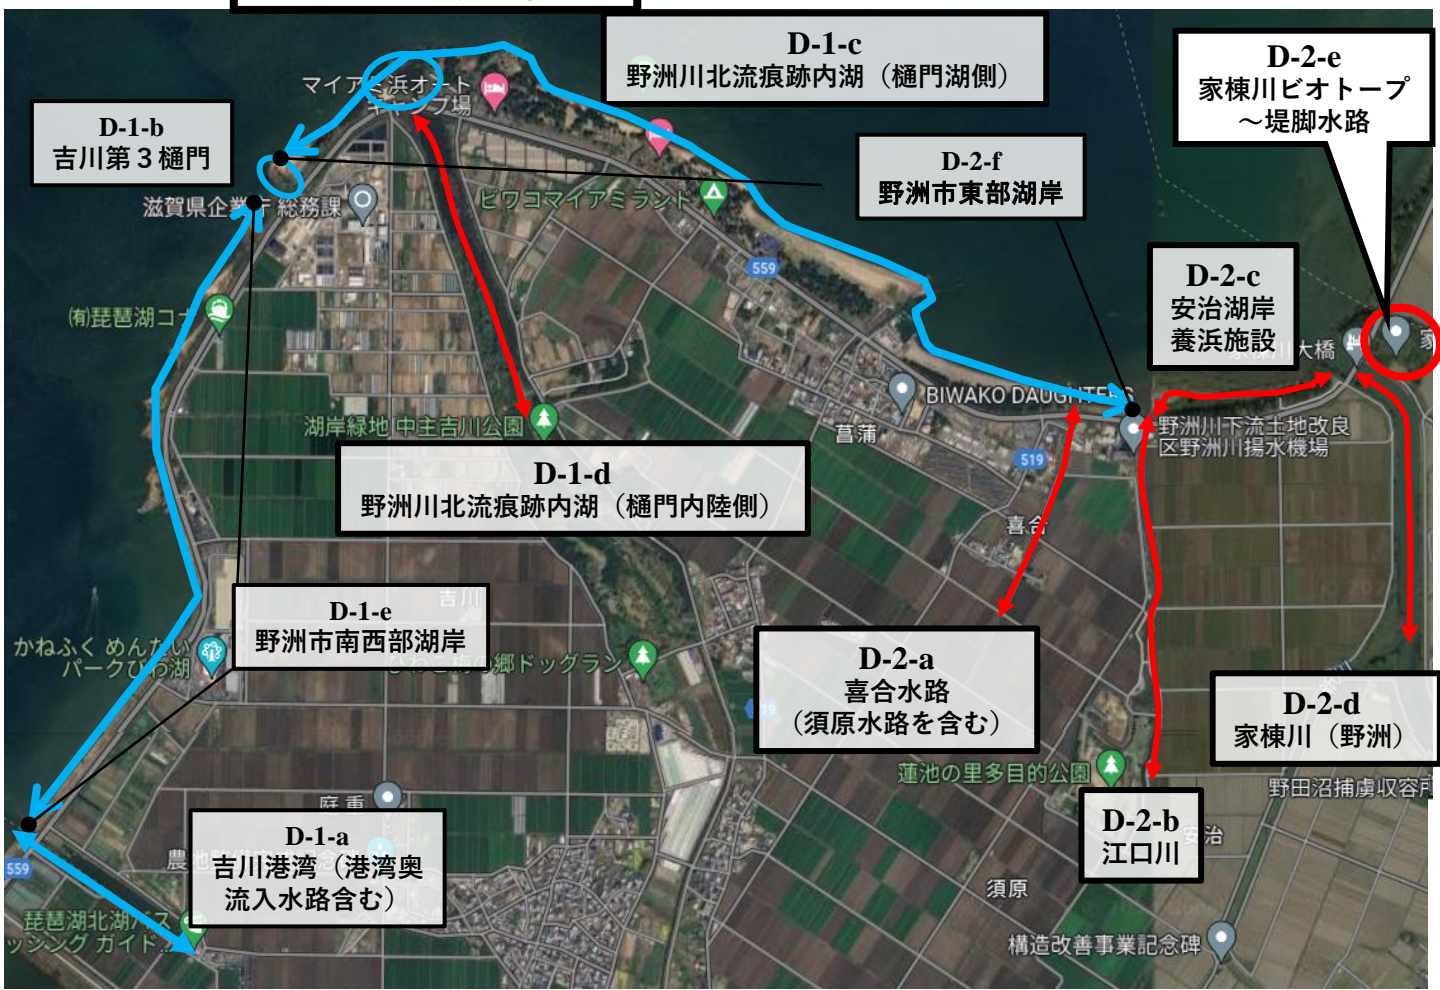 D-1-c
野洲川北流痕跡内湖（樋門湖側）
D-2-e
家棟川ビオトープ
～堤脚水路
マイアミ浜オート
キャンプ場
D-1-b
吉川第３樋門
D-2-f
野洲市東部湖岸
滋賀県企業庁 総務課
ビワコマイアミランド
559
D-2-c
安治湖岸
養浜施設
㈲琵琶湖コナ
家棟川大橋
家
BIWAKO DAUGHTERS
野洲川下流土地改良
区野洲川揚水機場
湖岸緑地 中主吉川公園
菖蒲
519
D-1-d
野洲川北流痕跡内湖（樋門内陸側）
喜合
D-1-e
野洲市南西部湖岸
吉川
かねふく めんたい
パークびわ湖
郷ドッグラン
D-2-a
喜合水路
（須原水路を含む）
D-2-d
家棟川（野洲）
蓮池の里多目的公園
野田沼捕虜収容所
庭重
D-1-a
吉川港湾（港湾奥
流入水路含む）
D-2-b
江口川
安治
559
須原
琵琶湖北湖バス
ッシング ガイド...
構造改善事業記念碑